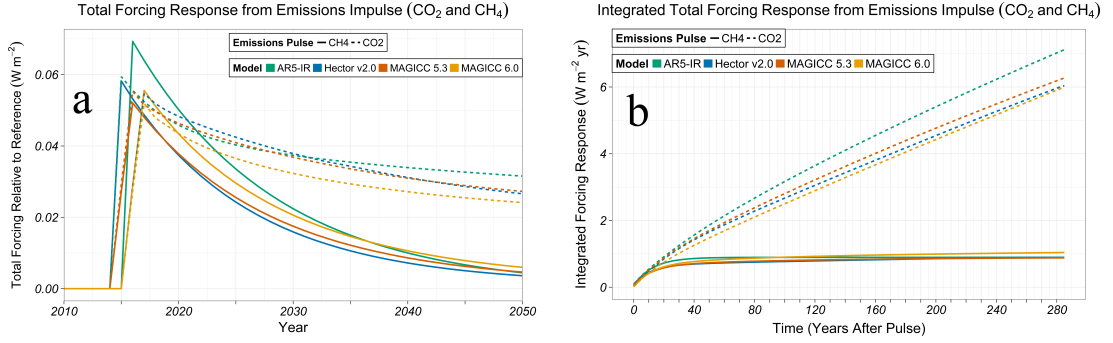 Total Forcing Response from Emissions Impulse (CO₂ and CH₄)
Emissions Pulse CH4 CO2
Model AR5-IR Hector v2.0 MAGICC 5.3 MAGICC 6.0
a
Total Forcing Relative to Reference (W m⁻²)
0.06
0.04
0.02
0.00
2010 2020 2030 2040 2050
Year
Integrated Total Forcing Response from Emissions Impulse (CO₂ and CH₄)
Emissions Pulse CH4 CO2
Model AR5-IR Hector v2.0 MAGICC 5.3 MAGICC 6.0
b
Integrated Forcing Response (W m⁻² yr)
6
4
2
0
0 40 80 120 160 200 240 280
Time (Years After Pulse)